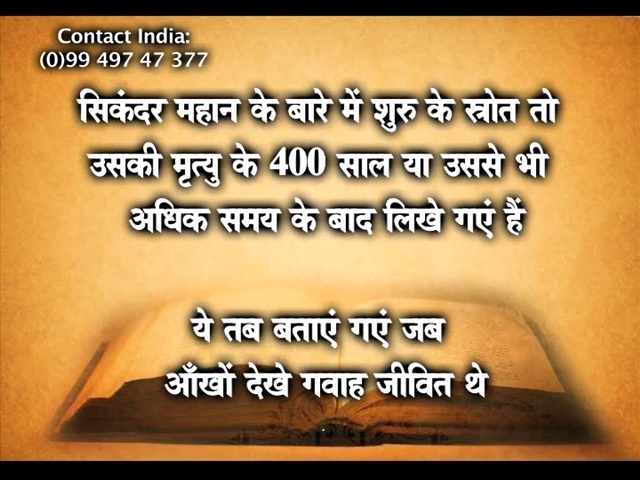 Contact India:
(0)99 497 47 377
सिकंदर महान के बारे में शुरु के स्रोत तो
उसकी मृत्यु के 400 साल या उससे भी
अधिक समय के बाद लिखे गएं हैं
ये तब बताएं गएं जब
आँखों देखे गवाह जीवित थे